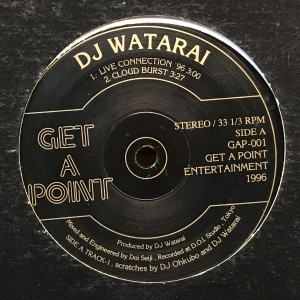 DJ WATARAI
1. LIVE CONNECTION '96 3:00
2. CLOUD BURST 3:27
GET
A
POINT
STEREO / 33 1/3 RPM
SIDE A
GAP-001
GET A POINT
ENTERTAINMENT
1996
Produced by DJ Watarai
Mixed and Engineered by Doi Seiji . Recorded at D.O.I. Studio, Tokyo
SIDE A TRACK-1 . scratches by DJ Ohkubo and DJ Watarai